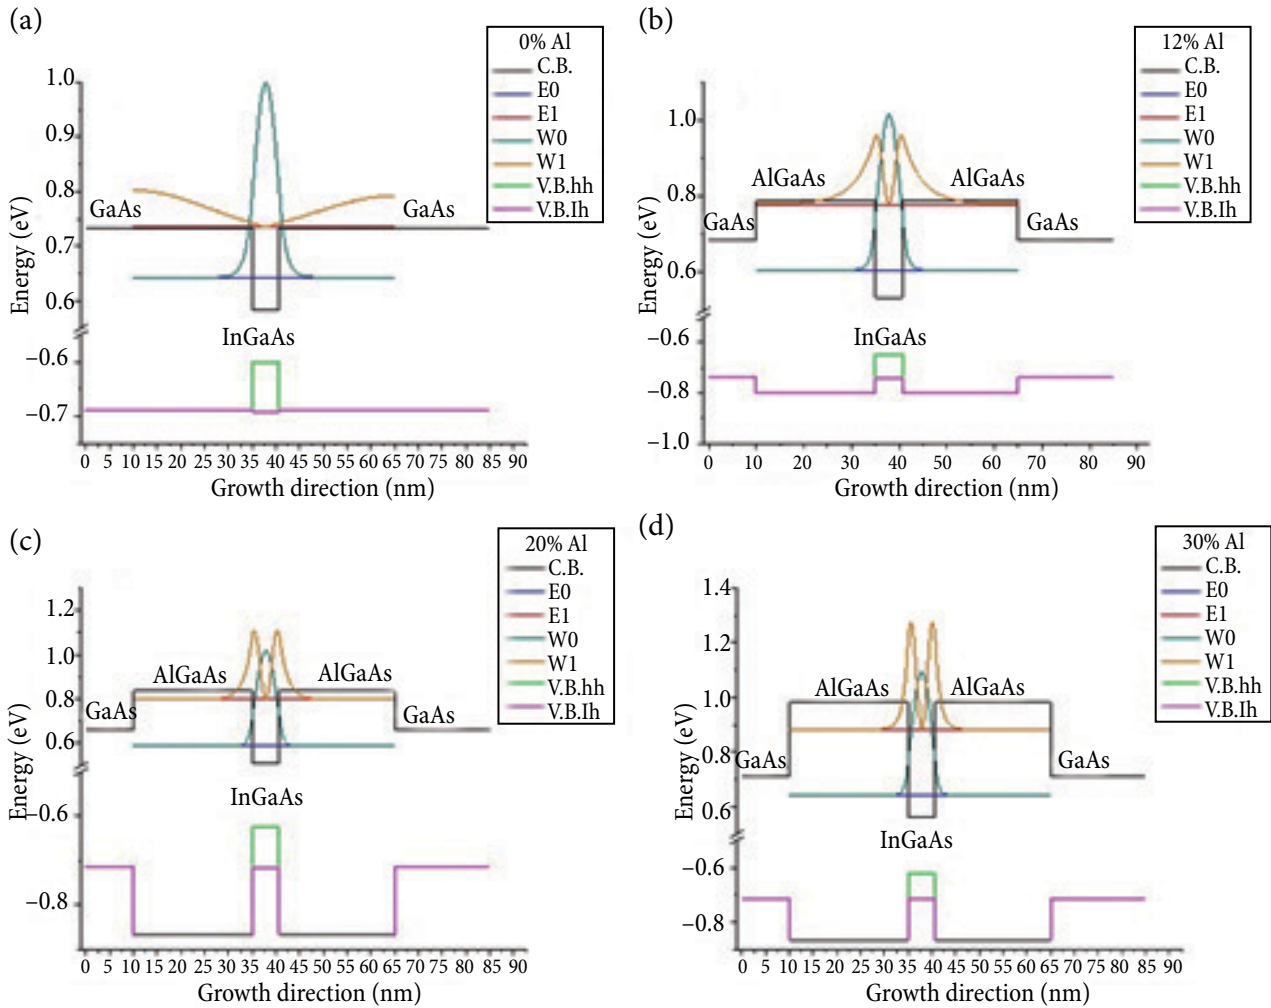 (a)
0% Al
C.B.
E0
E1
W0
W1
V.B.hh
V.B.Ih
1.0
0.9
0.8
0.7
0.6
−0.6
−0.7
Energy (eV)
GaAs
GaAs
InGaAs
0 5 10 15 20 25 30 35 40 45 50 55 60 65 70 75 80 85 90
Growth direction (nm)
(b)
12% Al
C.B.
E0
E1
W0
W1
V.B.hh
V.B.Ih
1.0
0.8
0.6
−0.6
−0.8
−1.0
Energy (eV)
AlGaAs
AlGaAs
GaAs
GaAs
InGaAs
0 10 20 30 40 50 60 70 80 90
Growth direction (nm)
(c)
20% Al
C.B.
E0
E1
W0
W1
V.B.hh
V.B.Ih
1.2
1.0
0.8
0.6
−0.6
−0.8
Energy (eV)
AlGaAs
AlGaAs
GaAs
GaAs
InGaAs
0 5 10 15 20 25 30 35 40 45 50 55 60 65 70 75 80 85 90
Growth direction (nm)
(d)
30% Al
C.B.
E0
E1
W0
W1
V.B.hh
V.B.Ih
1.4
1.2
1.0
0.8
0.6
−0.6
−0.8
Energy (eV)
AlGaAs
AlGaAs
GaAs
GaAs
InGaAs
0 5 10 15 20 25 30 35 40 45 50 55 60 65 70 75 80 85 90
Growth direction (nm)